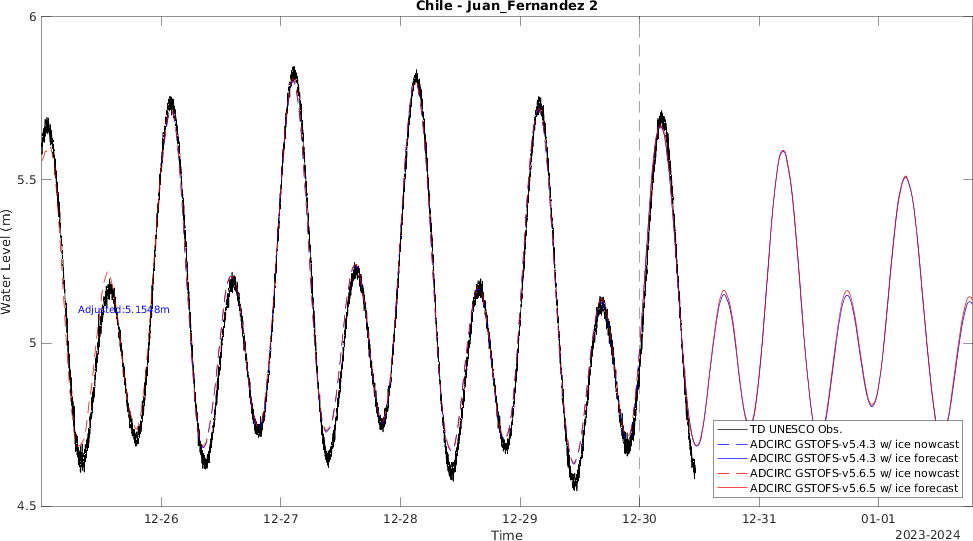 Chile - Juan_Fernandez 2
6
5.5
5
4.5
Water Level (m)
Adjusted:5.1548m
TD UNESCO Obs.
ADCIRC GSTOFS-v5.4.3 w/ ice nowcast
ADCIRC GSTOFS-v5.4.3 w/ ice forecast
ADCIRC GSTOFS-v5.6.5 w/ ice nowcast
ADCIRC GSTOFS-v5.6.5 w/ ice forecast
12-26 12-27 12-28 12-29 12-30 12-31 01-01
Time
2023-2024